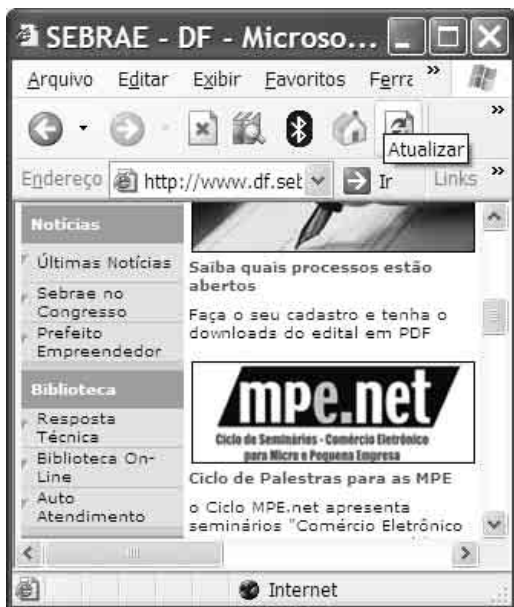 SEBRAE - DF - Microso...
Arquivo Editar Exibir Favoritos Ferra »
»
Atualizar
Endereço http://www.df.set Ir Links »
Notícias
Últimas Notícias
Sebrae no
Congresso
Prefeito
Empreendedor
Biblioteca
Resposta
Técnica
Biblioteca On-
Line
Auto
Atendimento
Saiba quais processos estão
abertos
Faça o seu cadastro e tenha o
downloads do edital em PDF
mpe.net
Ciclo de Seminários - Comércio Eletrônico
para Micro e Pequena Empresa
Ciclo de Palestras para as MPE
o Ciclo MPE.net apresenta
seminários "Comércio Eletrônico
Internet